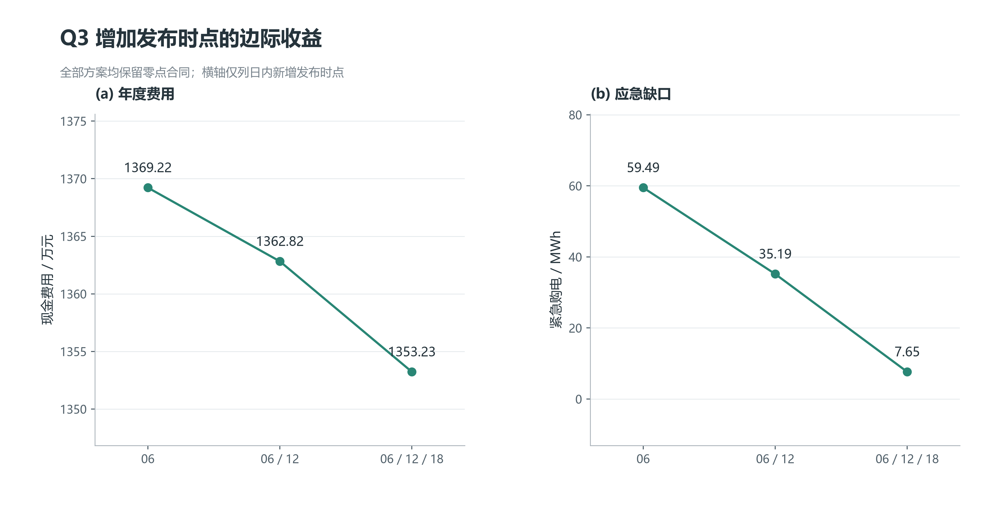 Q3 增加发布时点的边际收益
全部方案均保留零点合同；横轴仅列日内新增发布时点
(a) 年度费用
现金费用 / 万元
1375
1370
1365
1360
1355
1350
1369.22
1362.82
1353.23
06
06 / 12
06 / 12 / 18
(b) 应急缺口
紧急购电 / MWh
80
60
40
20
0
59.49
35.19
7.65
06
06 / 12
06 / 12 / 18